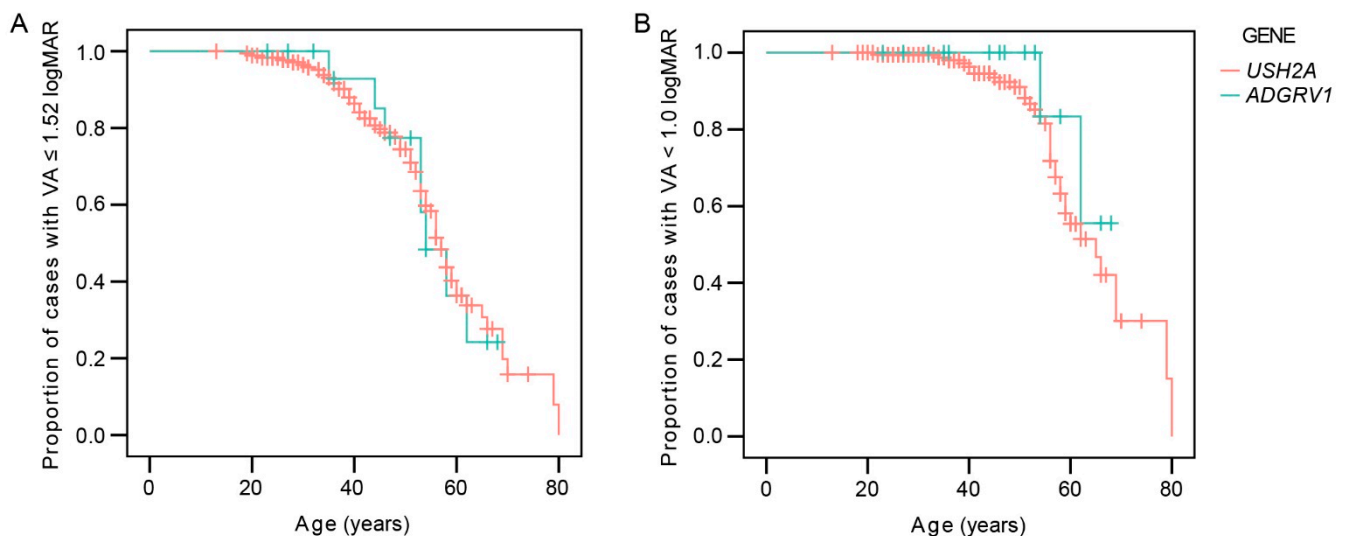 A
Proportion of cases with VA ≤ 1.52 logMAR
1.0
0.8
0.6
0.4
0.2
0.0
0 20 40 60 80
Age (years)
B
Proportion of cases with VA < 1.0 logMAR
1.0
0.8
0.6
0.4
0.2
0.0
0 20 40 60 80
Age (years)
GENE
USH2A
ADGRV1